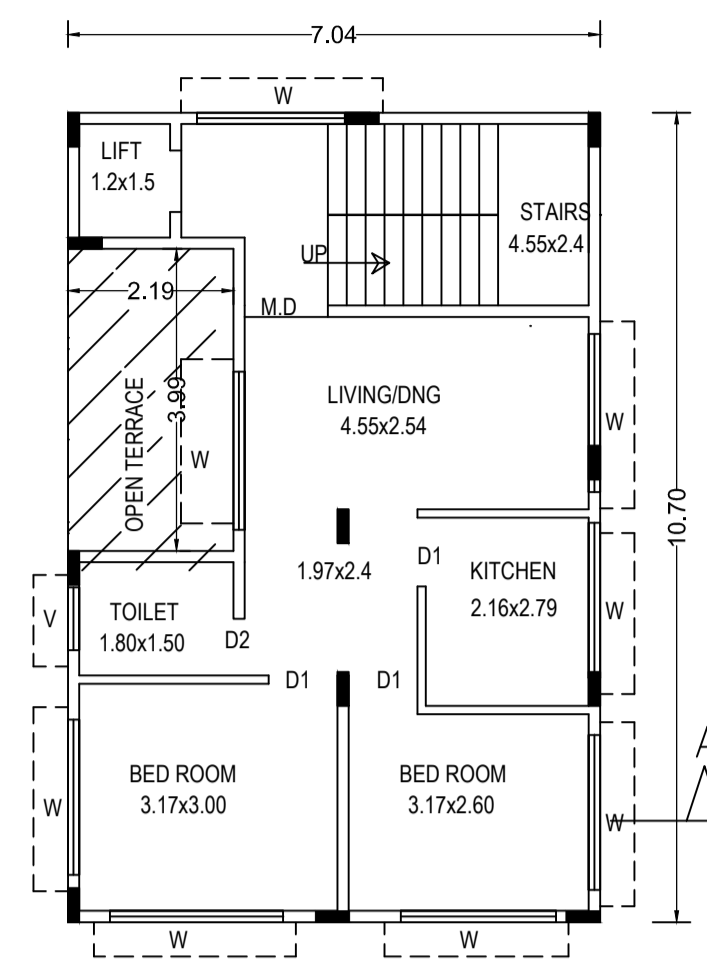 7.04
W
LIFT
1.2x1.5
STAIRS
4.55x2.4
UP
2.19
M.D
3.99
OPEN TERRACE
W
LIVING/DNG
4.55x2.54
W
10.70
1.97x2.4
D1
KITCHEN
2.16x2.79
W
V
TOILET
1.80x1.50
D2
D1
D1
BED ROOM
3.17x3.00
BED ROOM
3.17x2.60
W
W
W
W